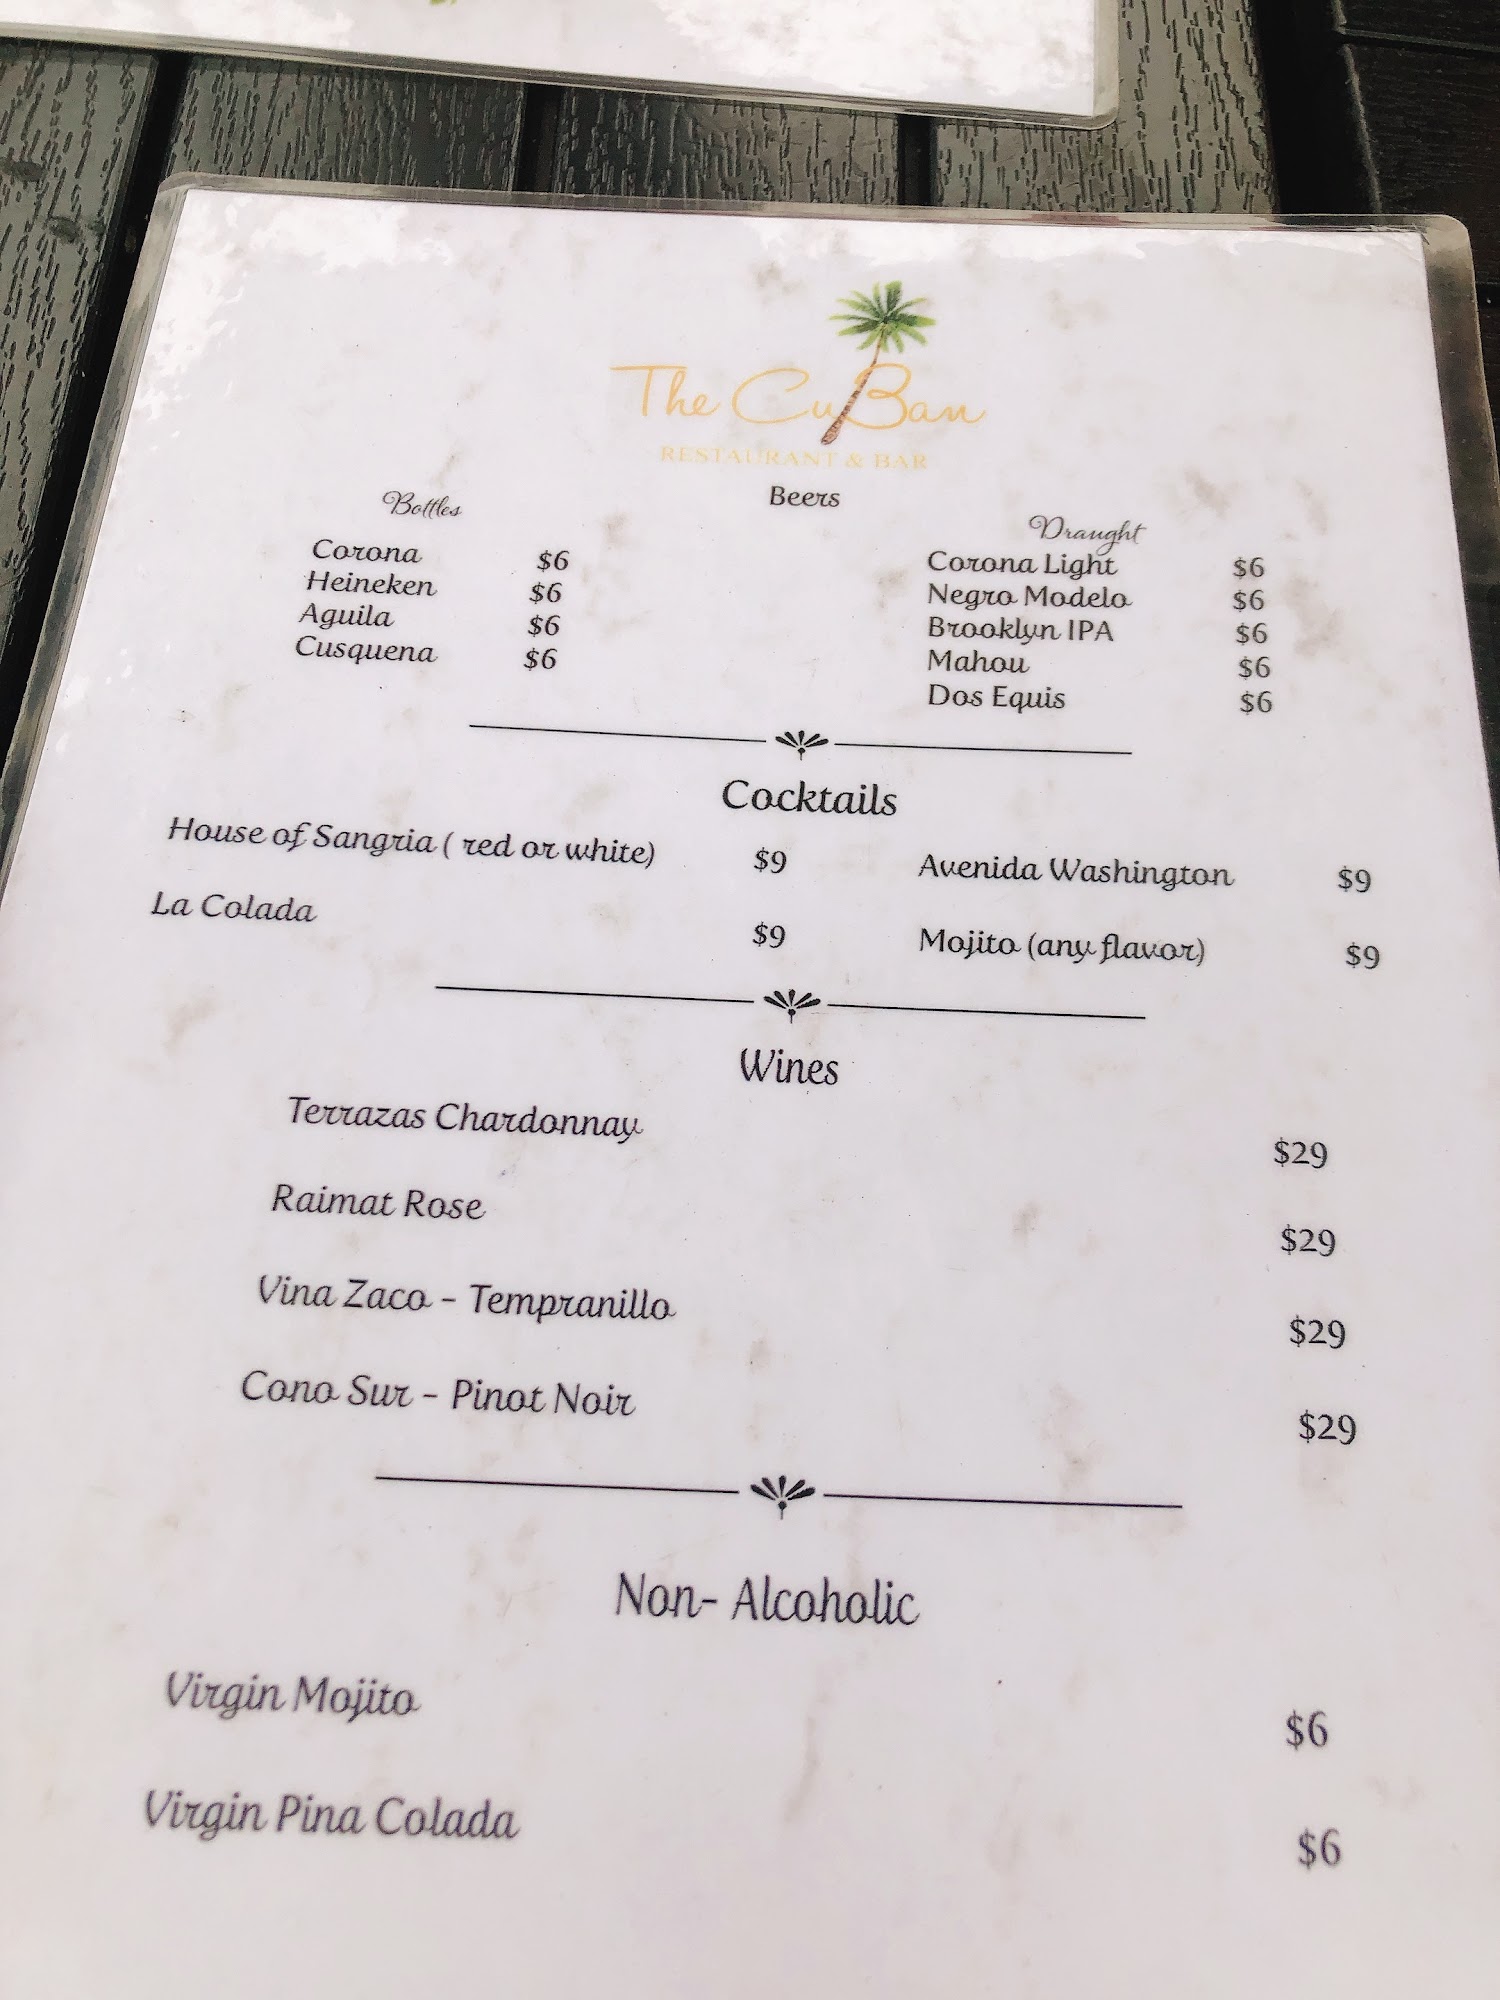 The CuBan
RESTAURANT & BAR
Beers
Bottles
Corona $6
Heineken $6
Aguila $6
Cusquena $6
Draught
Corona Light $6
Negro Modelo $6
Brooklyn IPA $6
Mahou $6
Dos Equis $6
Cocktails
House of Sangria ( red or white) $9
La Colada $9
Avenida Washington $9
Mojito (any flavor) $9
Wines
Terrazas Chardonnay $29
Raimat Rose $29
Vina Zaco - Tempranillo $29
Cono Sur - Pinot Noir $29
Non- Alcoholic
Virgin Mojito $6
Virgin Pina Colada $6